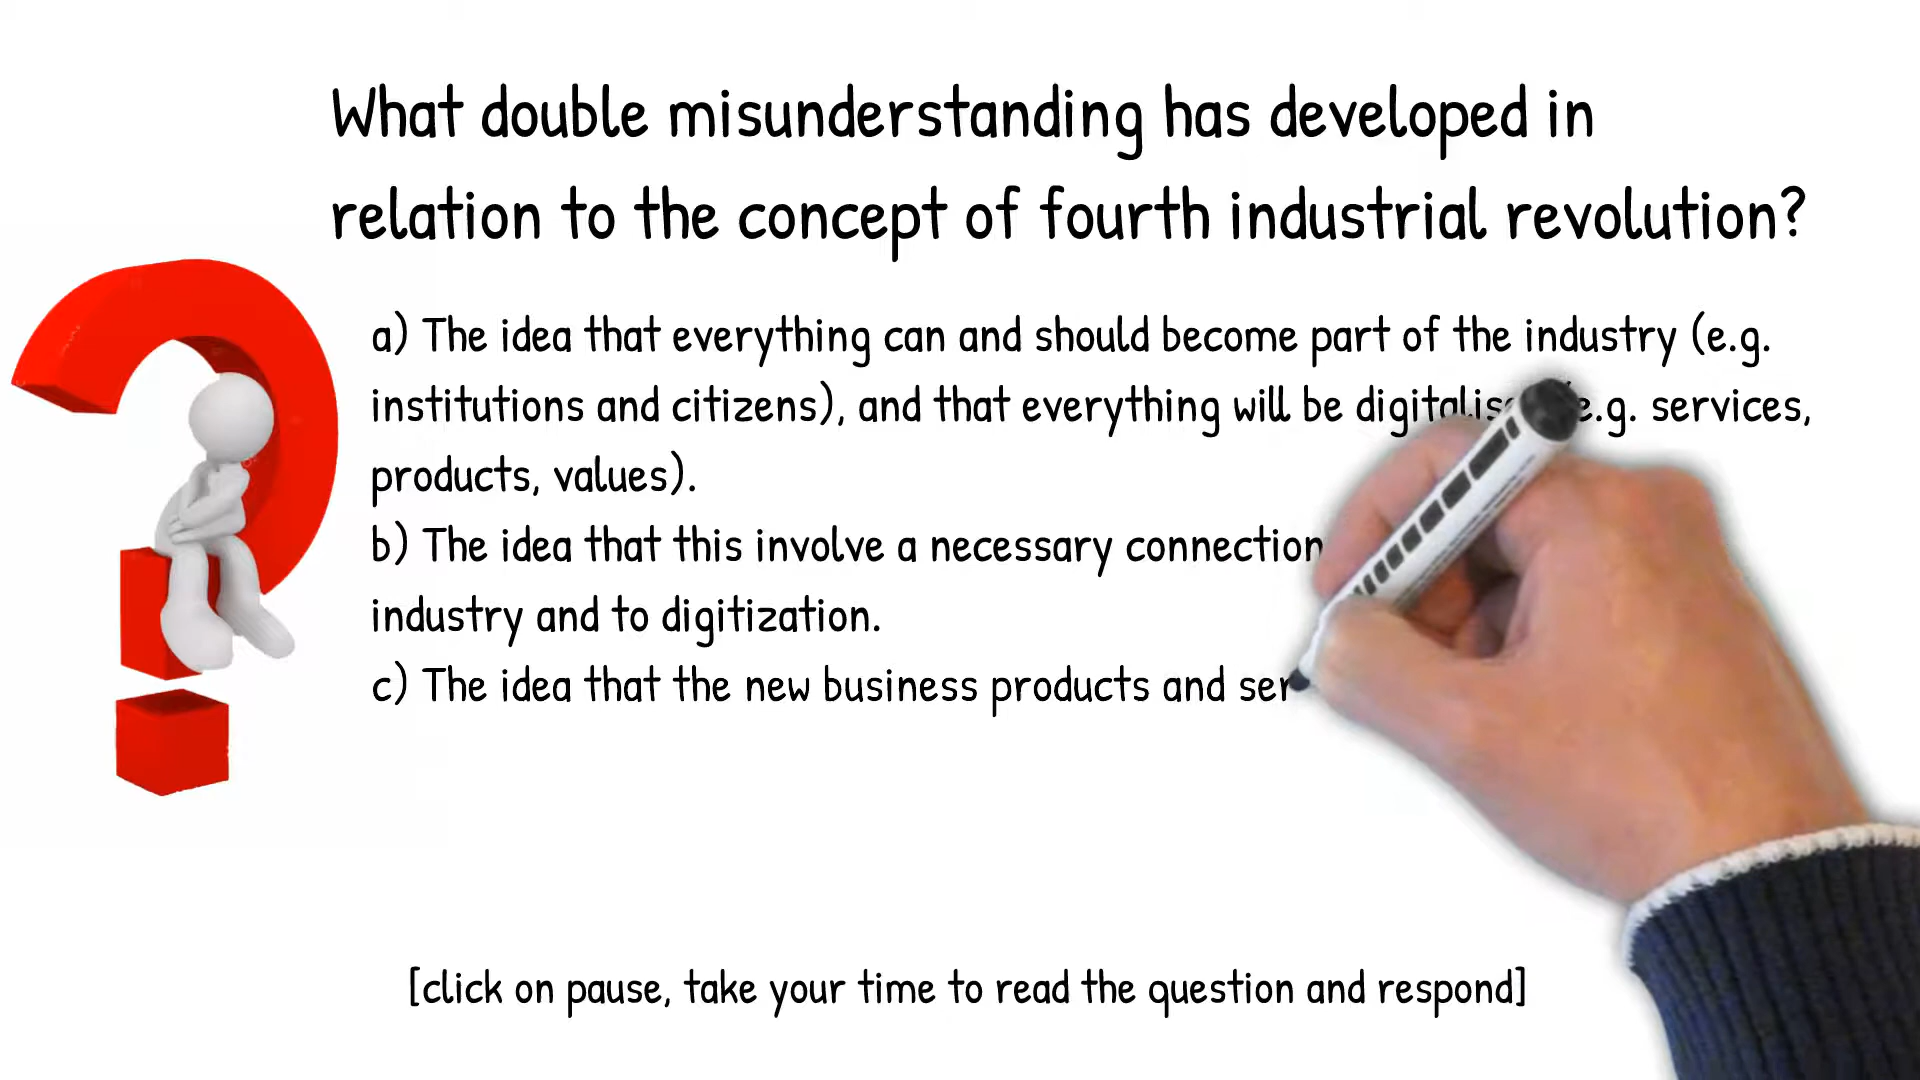 What double misunderstanding has developed in
relation to the concept of fourth industrial revolution?
a) The idea that everything can and should become part of the industry (e.g.
institutions and citizens), and that everything will be e.g. services,
products, values).
b) The idea that this involve a necessary connection
industry and to digitization.
c) The idea that the new business products and ser
[click on pause, take your time to read the question and respond]